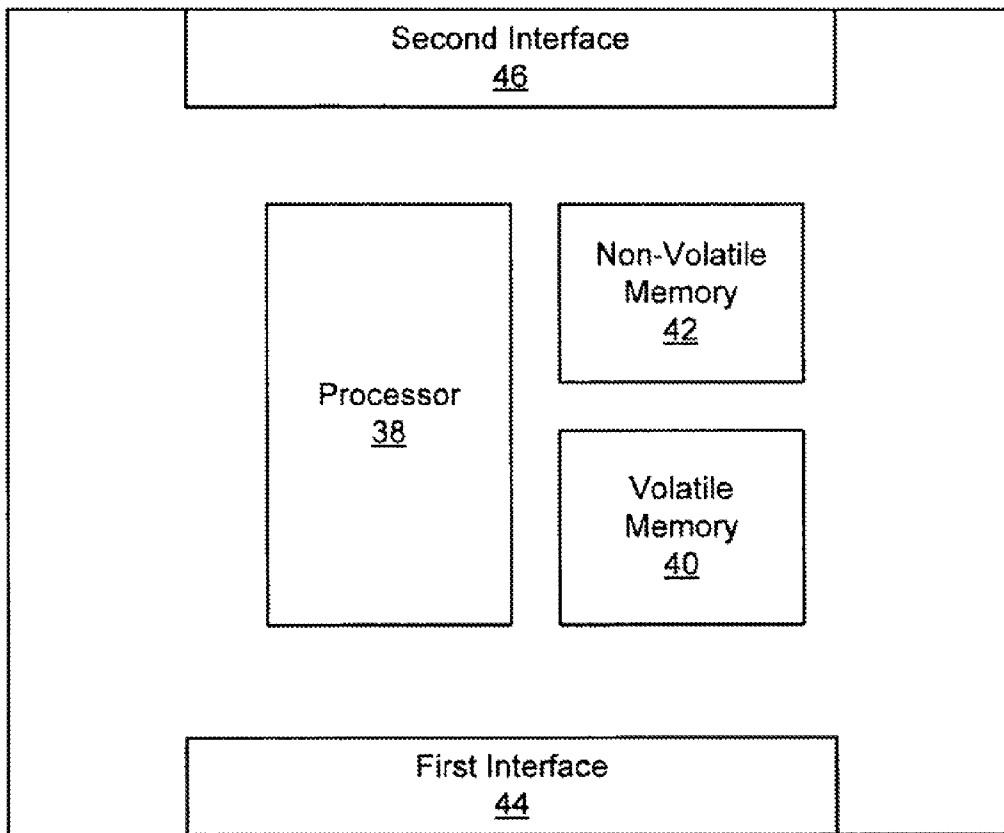 Second Interface
46
Non-Volatile
Memory
42
Processor
38
Volatile
Memory
40
First Interface
44